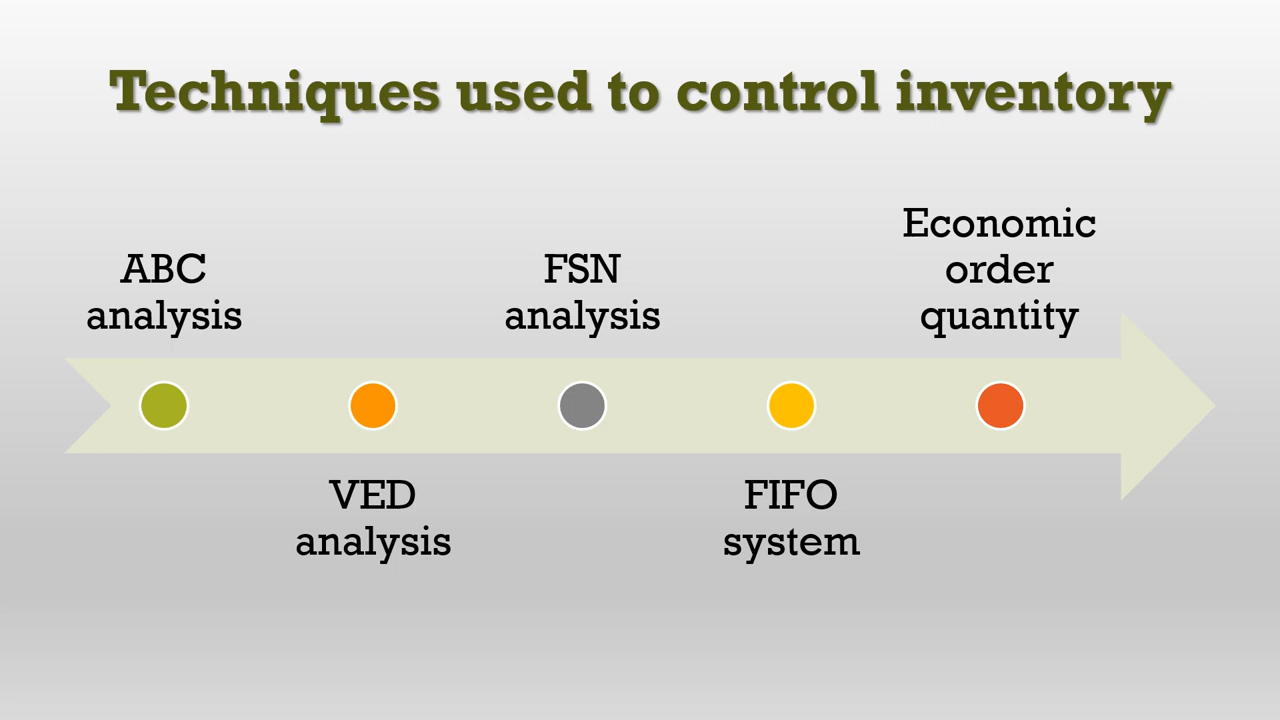 Techniques used to control inventory
ABC
analysis
VED
analysis
FSN
analysis
FIFO
system
Economic
order
quantity